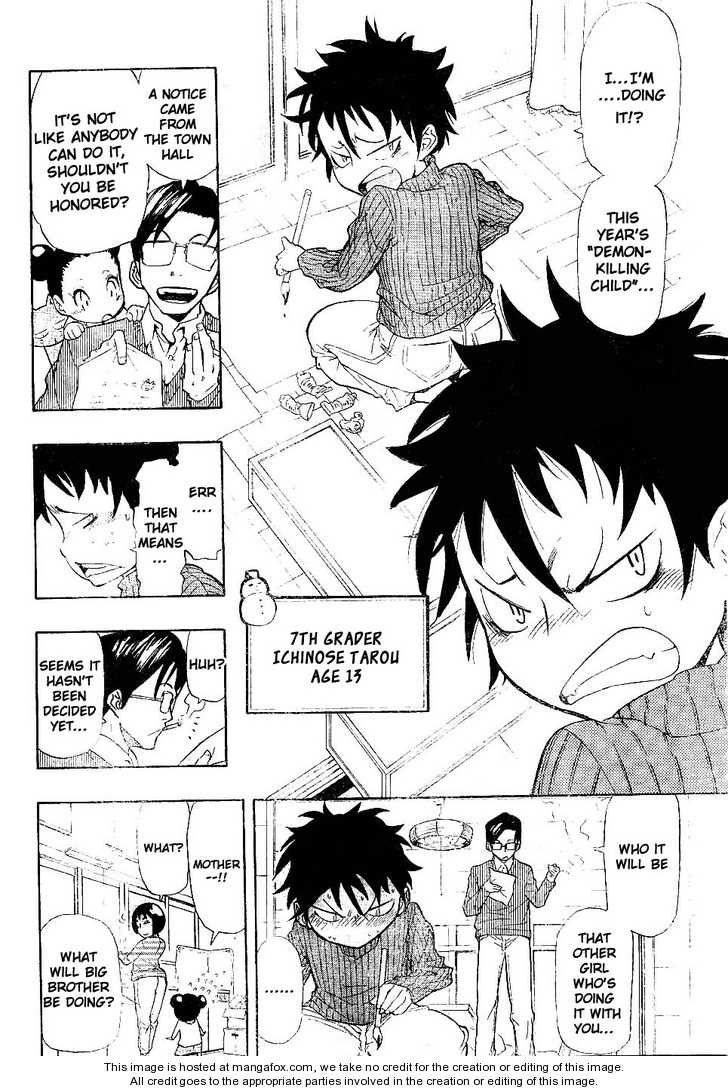 I...I'M
....DOING
IT!?
THIS
YEAR'S
"DEMON-
KILLING
CHILD"...
A NOTICE
CAME
FROM
THE TOWN
HALL
IT'S NOT
LIKE ANYBODY
CAN DO IT,
SHOULDN'T
YOU BE
HONORED?
ERR
....
THEN
THAT
MEANS
...
7TH GRADER
ICHINOSE TAROU
AGE 13
HUH?
SEEMS IT
HASN'T
BEEN
DECIDED
YET...
WHO IT
WILL BE
THAT
OTHER
GIRL
WHO'S
DOING
IT WITH
YOU...
......
MOTHER
--!!
WHAT?
WHAT
WILL BIG
BROTHER
BE DOING?
This image is hosted at mangafox.com, we take no credit for the creation or editing of this image.
All credit goes to the appropriate parties involved in the creation or editing of this image.